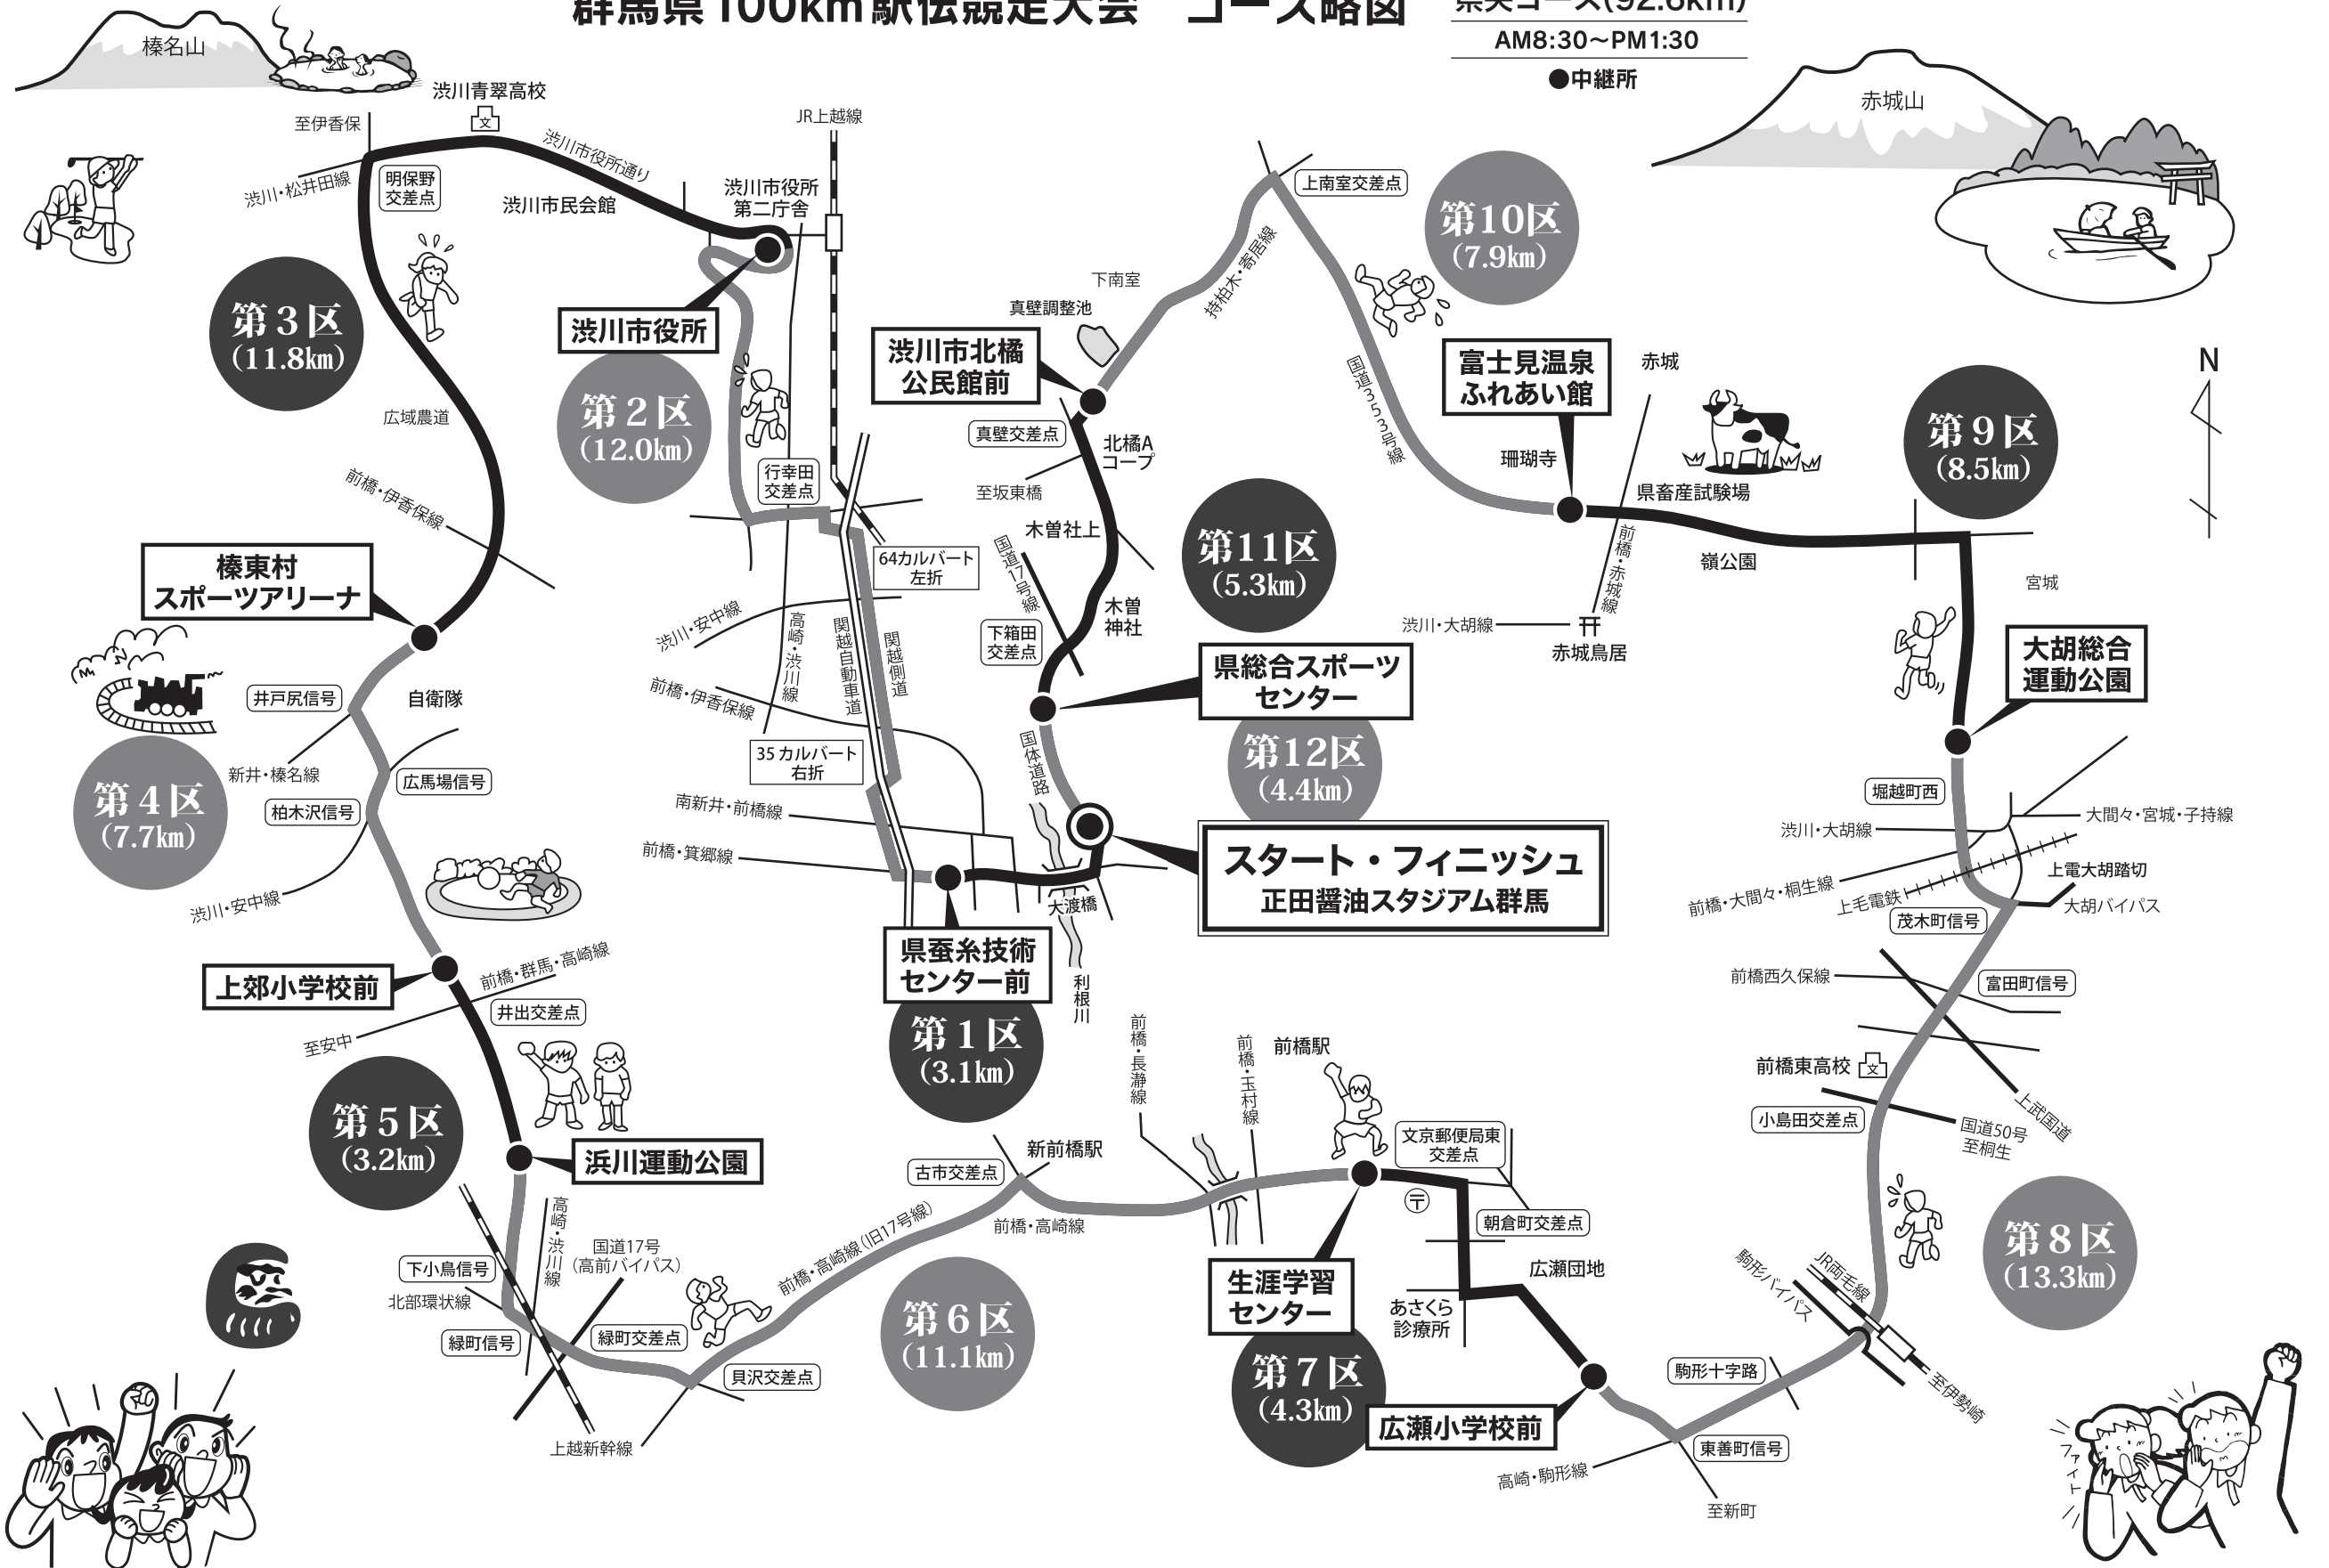 群馬県100km駅伝競走大会 コース略図
県央コース(92.6km)
AM8:30〜PM1:30
●中継所
榛名山
渋川青翠高校
文
至伊香保
渋川・松井田線
明保野
交差点
渋川市役所通り
渋川市民会館
渋川市役所
第二庁舎
JR上越線
上南室交差点
第10区
(7.9km)
赤城山
第3区
(11.8km)
渋川市役所
第2区
(12.0km)
下南室
真壁調整池
持柏木・寄居線
渋川市北橘
公民館前
真壁交差点
北橘A
コープ
至坂東橋
国道353号線
富士見温泉
ふれあい館
赤城
珊瑚寺
県畜産試験場
第9区
(8.5km)
N
広域農道
前橋・伊香保線
行幸田
交差点
64カルバート
左折
木曽社上
国道17号線
第11区
(5.3km)
前橋・赤城線
嶺公園
宮城
榛東村
スポーツアリーナ
渋川・安中線
高崎・渋川線
関越自動車道
関越側道
下箱田
交差点
木曽
神社
渋川・大胡線
赤城鳥居
大胡総合
運動公園
県総合スポーツ
センター
井戸尻信号
自衛隊
前橋・伊香保線
35カルバート
右折
国体道路
第12区
(4.4km)
新井・榛名線
広馬場信号
第4区
(7.7km)
柏木沢信号
南新井・前橋線
前橋・箕郷線
スタート・フィニッシュ
正田醤油スタジアム群馬
堀越町西
渋川・大胡線
大間々・宮城・子持線
前橋・大間々・桐生線
上毛電鉄
上電大胡踏切
大胡バイパス
茂木町信号
渋川・安中線
大渡橋
県蚕糸技術
センター前
利根川
上郊小学校前
前橋・群馬・高崎線
井出交差点
至安中
前橋西久保線
富田町信号
第1区
(3.1km)
前橋・長瀞線
前橋・玉村線
前橋駅
前橋東高校
文
上武国道
小島田交差点
国道50号
至桐生
第5区
(3.2km)
浜川運動公園
古市交差点
新前橋駅
文京郵便局東
交差点
〒
朝倉町交差点
前橋・高崎線
前橋・高崎線(旧17号線)
高崎・渋川線
国道17号
(高前バイパス)
下小鳥信号
北部環状線
緑町信号
緑町交差点
貝沢交差点
上越新幹線
第6区
(11.1km)
生涯学習
センター
広瀬団地
あさくら
診療所
第7区
(4.3km)
広瀬小学校前
駒形バイパス
JR両毛線
第8区
(13.3km)
駒形十字路
至伊勢崎
東善町信号
高崎・駒形線
至新町
ファイト